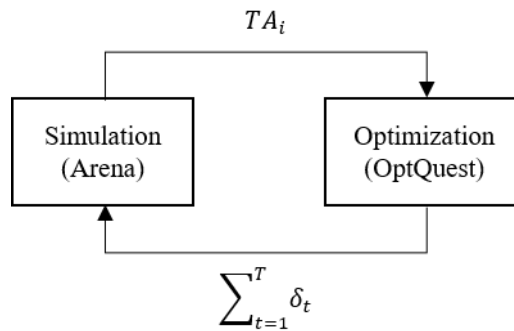 TA_i
Simulation
(Arena)
Optimization
(OptQuest)
∑_{t=1}^{T} δ_t